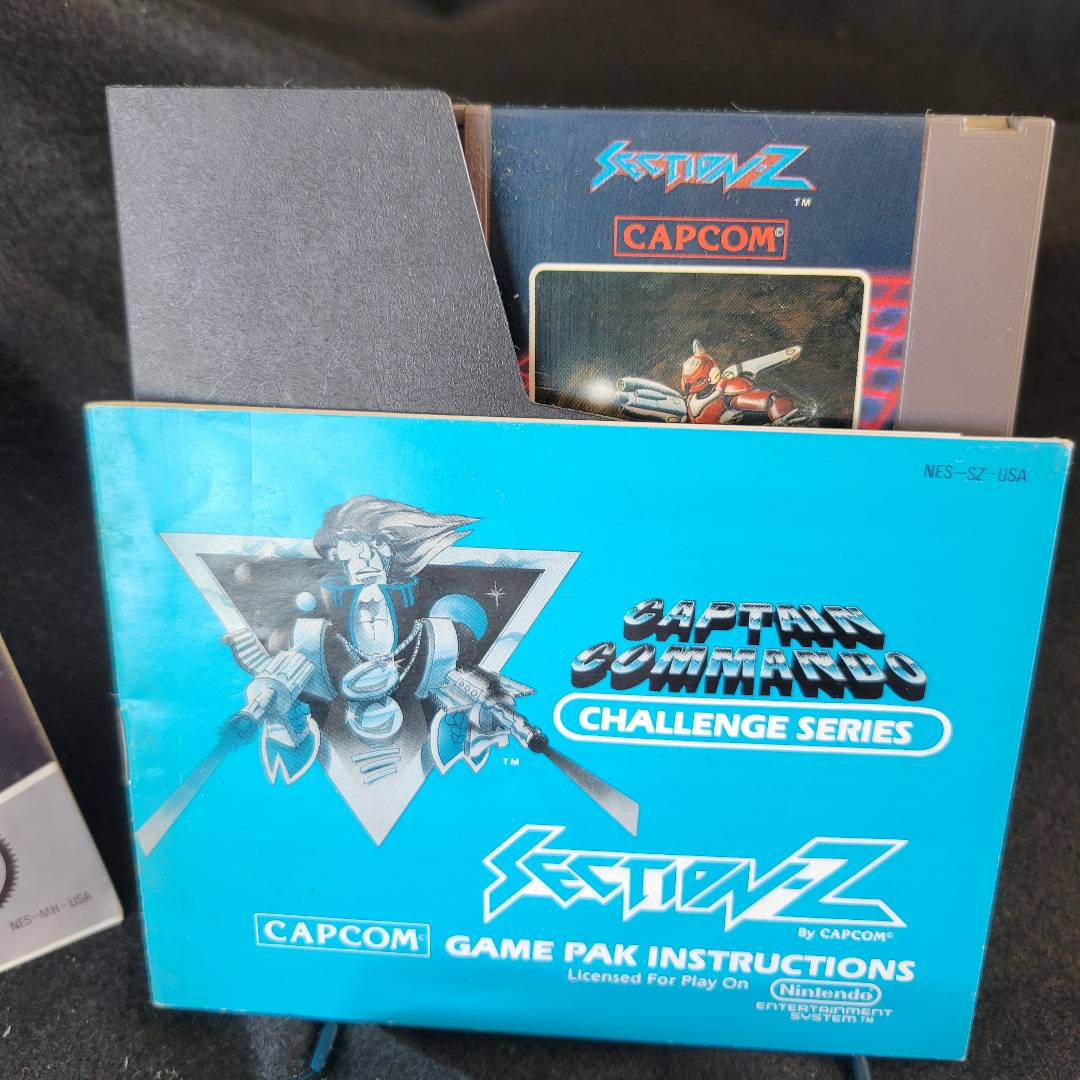 SECTION-Z
TM
CAPCOM©
NES-SZ-USA
CAPTAIN
COMMANDO
CHALLENGE SERIES
TM
SECTION-Z
By CAPCOM©
CAPCOM®
GAME PAK INSTRUCTIONS
Licensed For Play On
Nintendo®
ENTERTAINMENT
SYSTEM™
NES-MH-USA